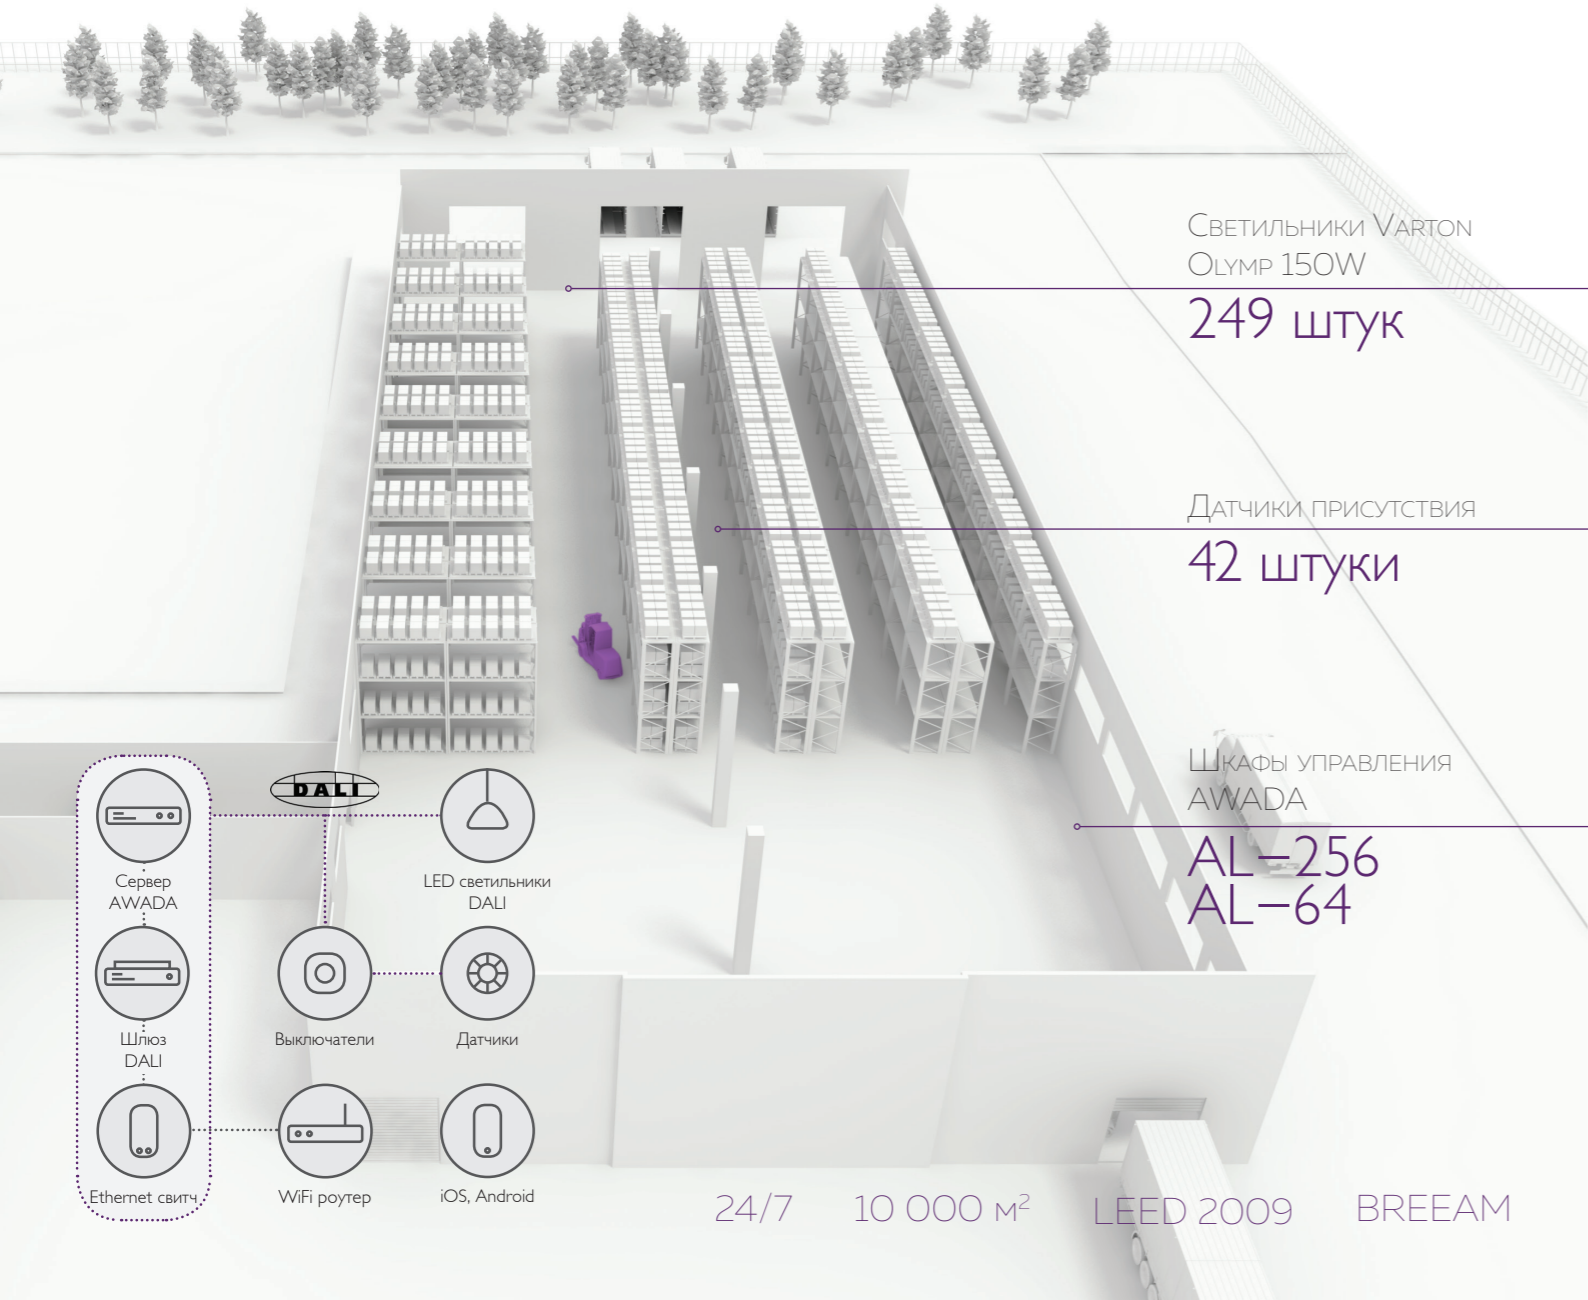 Светильники Varton
Olymp 150W
249 штук
Датчики присутствия
42 штуки
Шкафы управления
AWADA
AL–256
AL–64
DALI
Сервер
AWADA
LED светильники
DALI
Шлюз
DALI
Выключатели
Датчики
Ethernet свитч
WiFi роутер
iOS, Android
24/7 10 000 м² LEED 2009 BREEAM